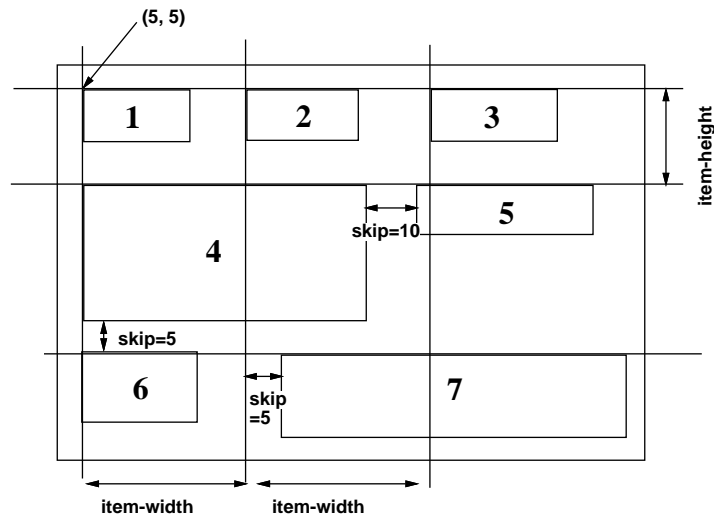 (5, 5)
1
2
3
item-height
4
skip=10
5
skip=5
6
skip
=5
7
item-width
item-width